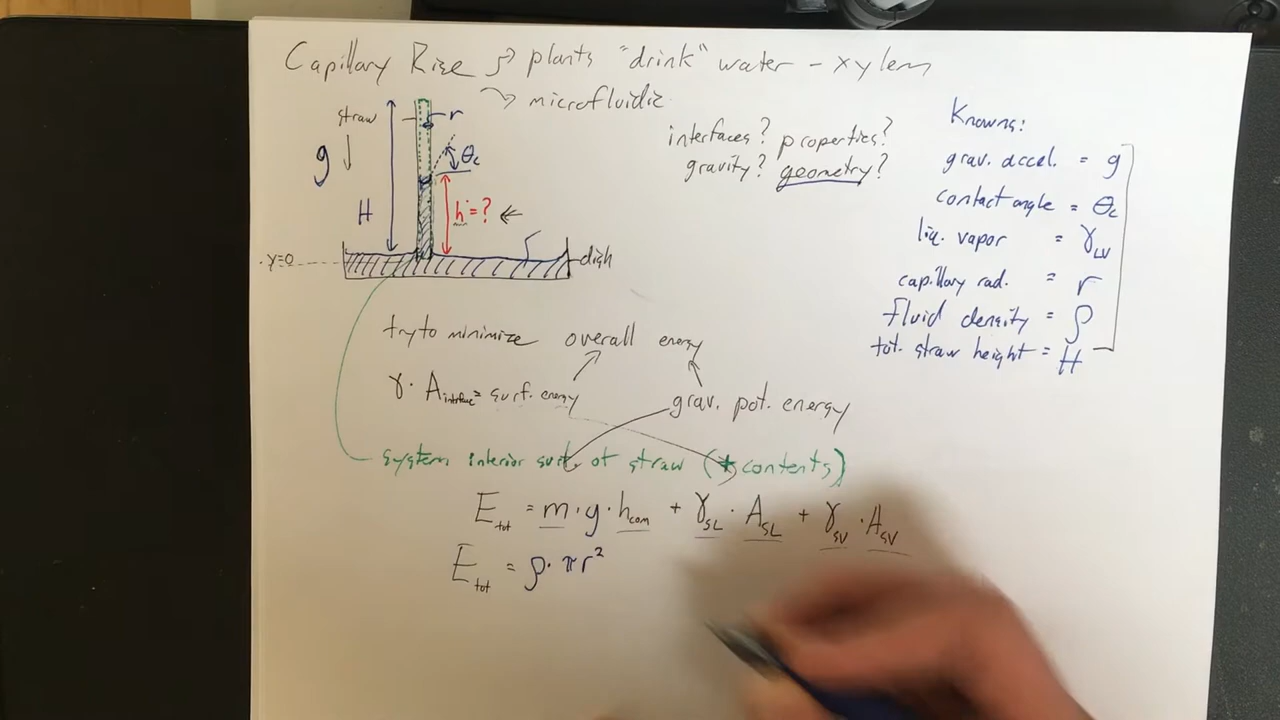 Capillary Rise → plants "drink" water - xylem
→ microfluidic
straw
r
g ↓
θc
H
h=?
y=0
dish
interfaces? properties?
gravity? geometry?
Knowns:
grav. accel. = g
contact angle = θc
liq. vapor = γLV
capillary rad. = r
fluid density = ρ
tot. straw height = H
try to minimize overall energy
γ · Ainterface = surf. energy
grav. pot. energy
system interior surf. of straw (+ contents)
Etot = m · g · hcom + γSL · ASL + γSV · ASV
Etot = ρ · πr²